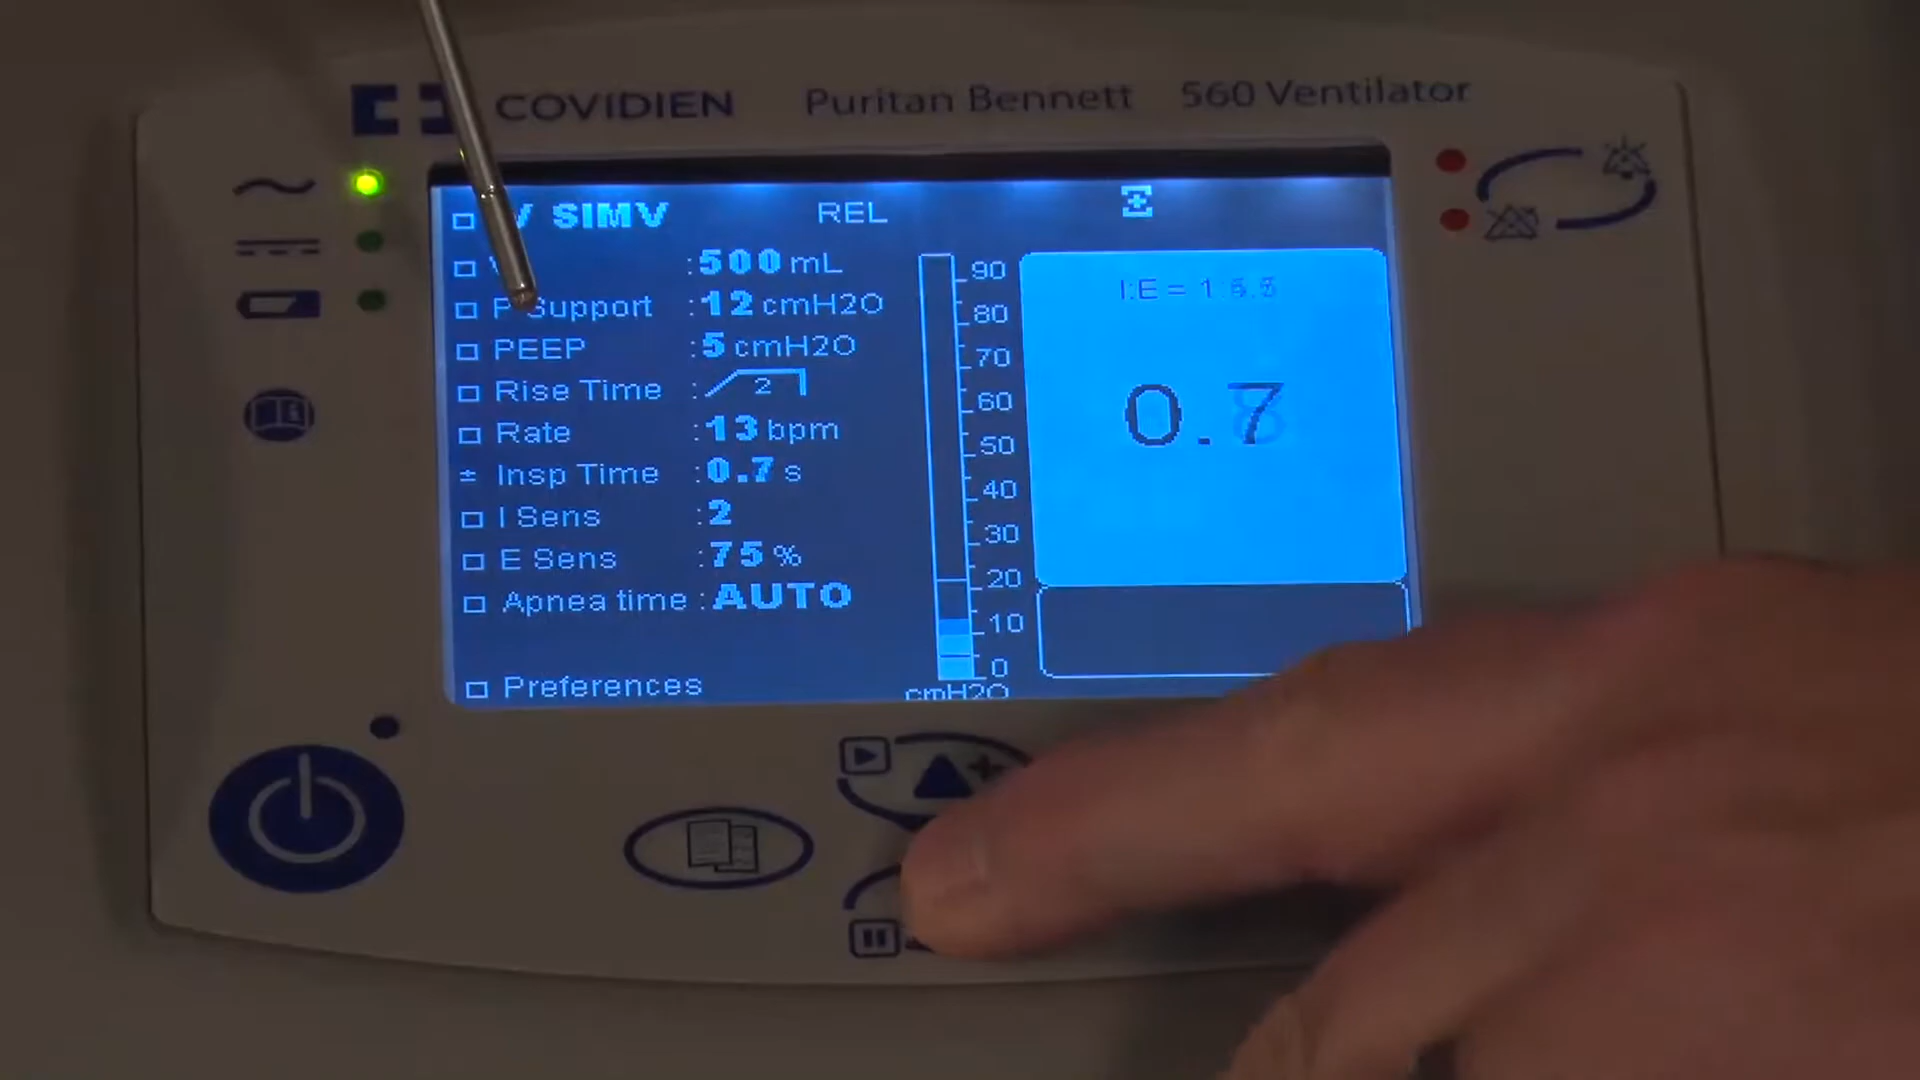 COVIDIEN Puritan Bennett 560 Ventilator
V SIMV REL
:500 mL
P Support :12 cmH2O
PEEP :5 cmH2O
Rise Time : 2
Rate :13 bpm
± Insp Time :0.7 s
I Sens :2
E Sens :75 %
Apnea time :AUTO
Preferences
90
80
70
60
50
40
30
20
10
0
cmH2O
I:E = 1:
0.7